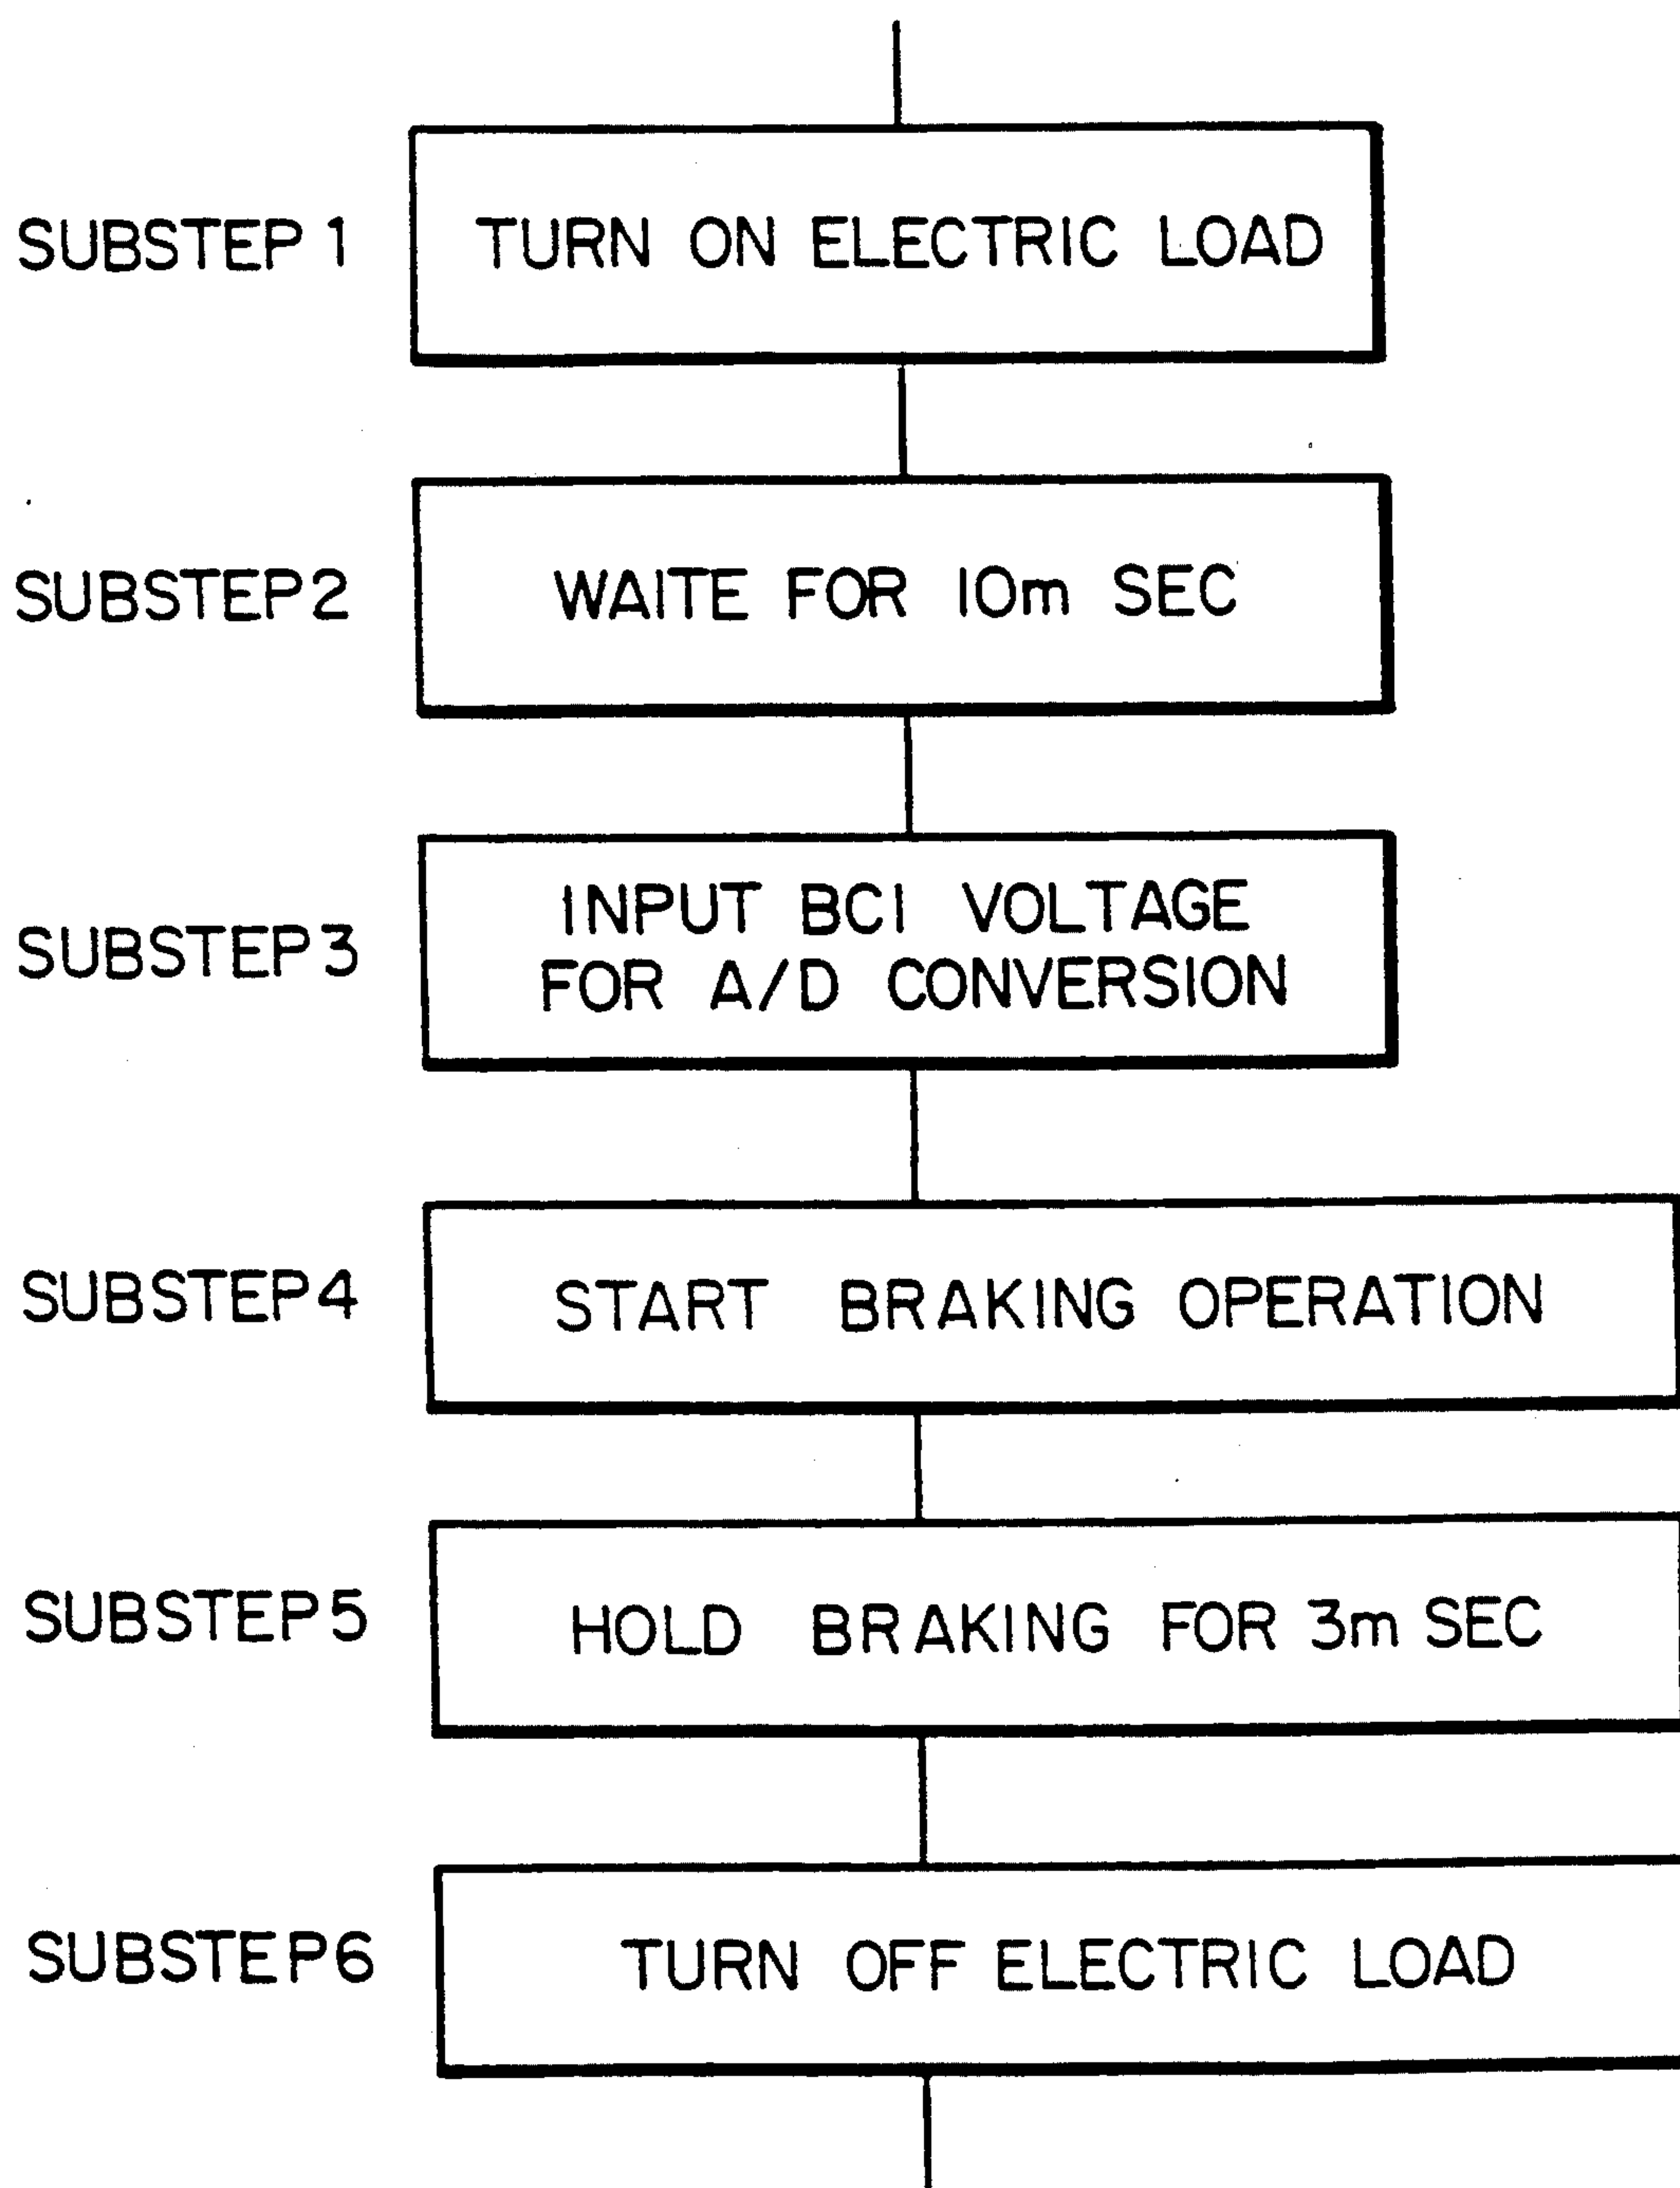 SUBSTEP 1
TURN ON ELECTRIC LOAD
SUBSTEP2
WAITE FOR 10m SEC
SUBSTEP3
INPUT BC1 VOLTAGE
FOR A/D CONVERSION
SUBSTEP4
START BRAKING OPERATION
SUBSTEP5
HOLD BRAKING FOR 3m SEC
SUBSTEP6
TURN OFF ELECTRIC LOAD